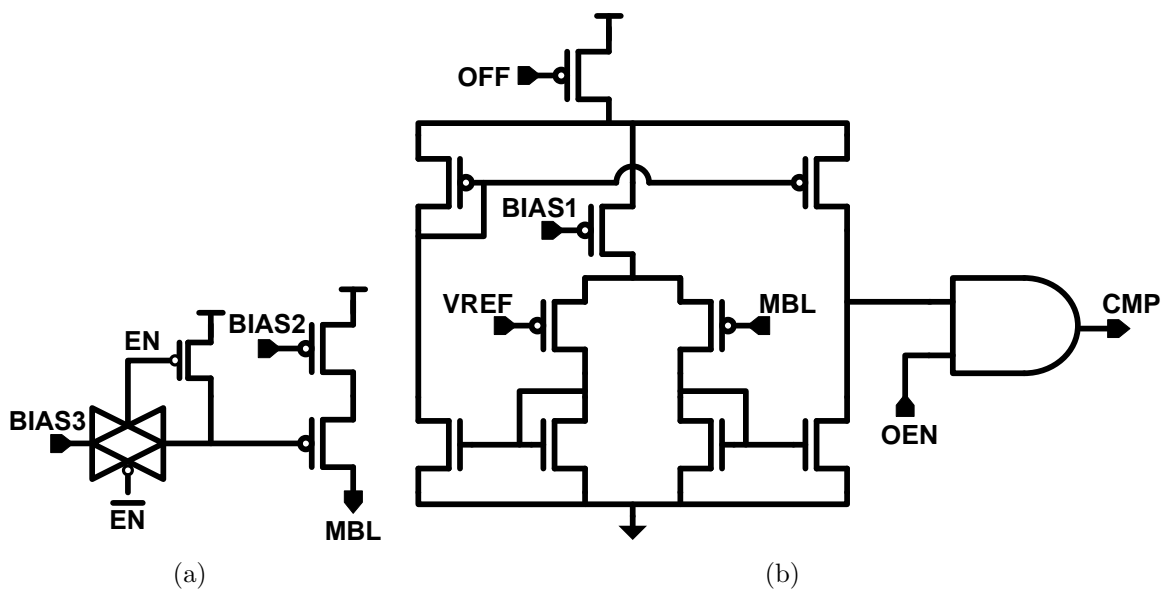 OFF
BIAS1
VREF
MBL
CMP
OEN
BIAS2
EN
BIAS3
EN
MBL
(a)
(b)